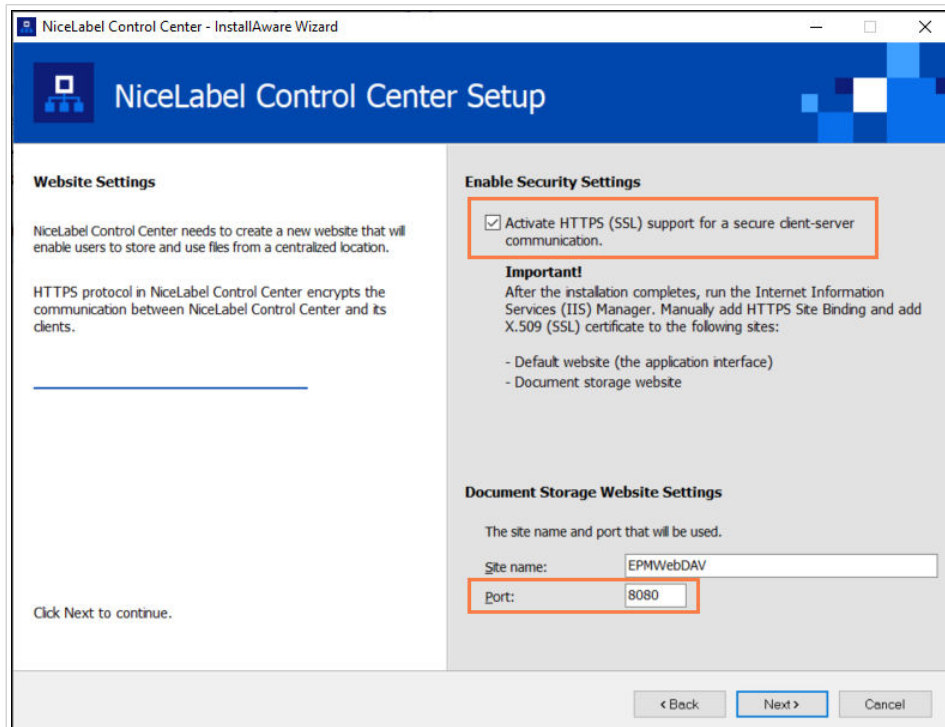 NiceLabel Control Center - InstallAware Wizard
NiceLabel Control Center Setup
Website Settings
NiceLabel Control Center needs to create a new website that will
enable users to store and use files from a centralized location.
HTTPS protocol in NiceLabel Control Center encrypts the
communication between NiceLabel Control Center and its
clients.
Click Next to continue.
Enable Security Settings
Activate HTTPS (SSL) support for a secure client-server
communication.
Important!
After the installation completes, run the Internet Information
Services (IIS) Manager. Manually add HTTPS Site Binding and add
X.509 (SSL) certificate to the following sites:
- Default website (the application interface)
- Document storage website
Document Storage Website Settings
The site name and port that will be used.
Site name: EPMWebDAV
Port: 8080
< Back Next > Cancel